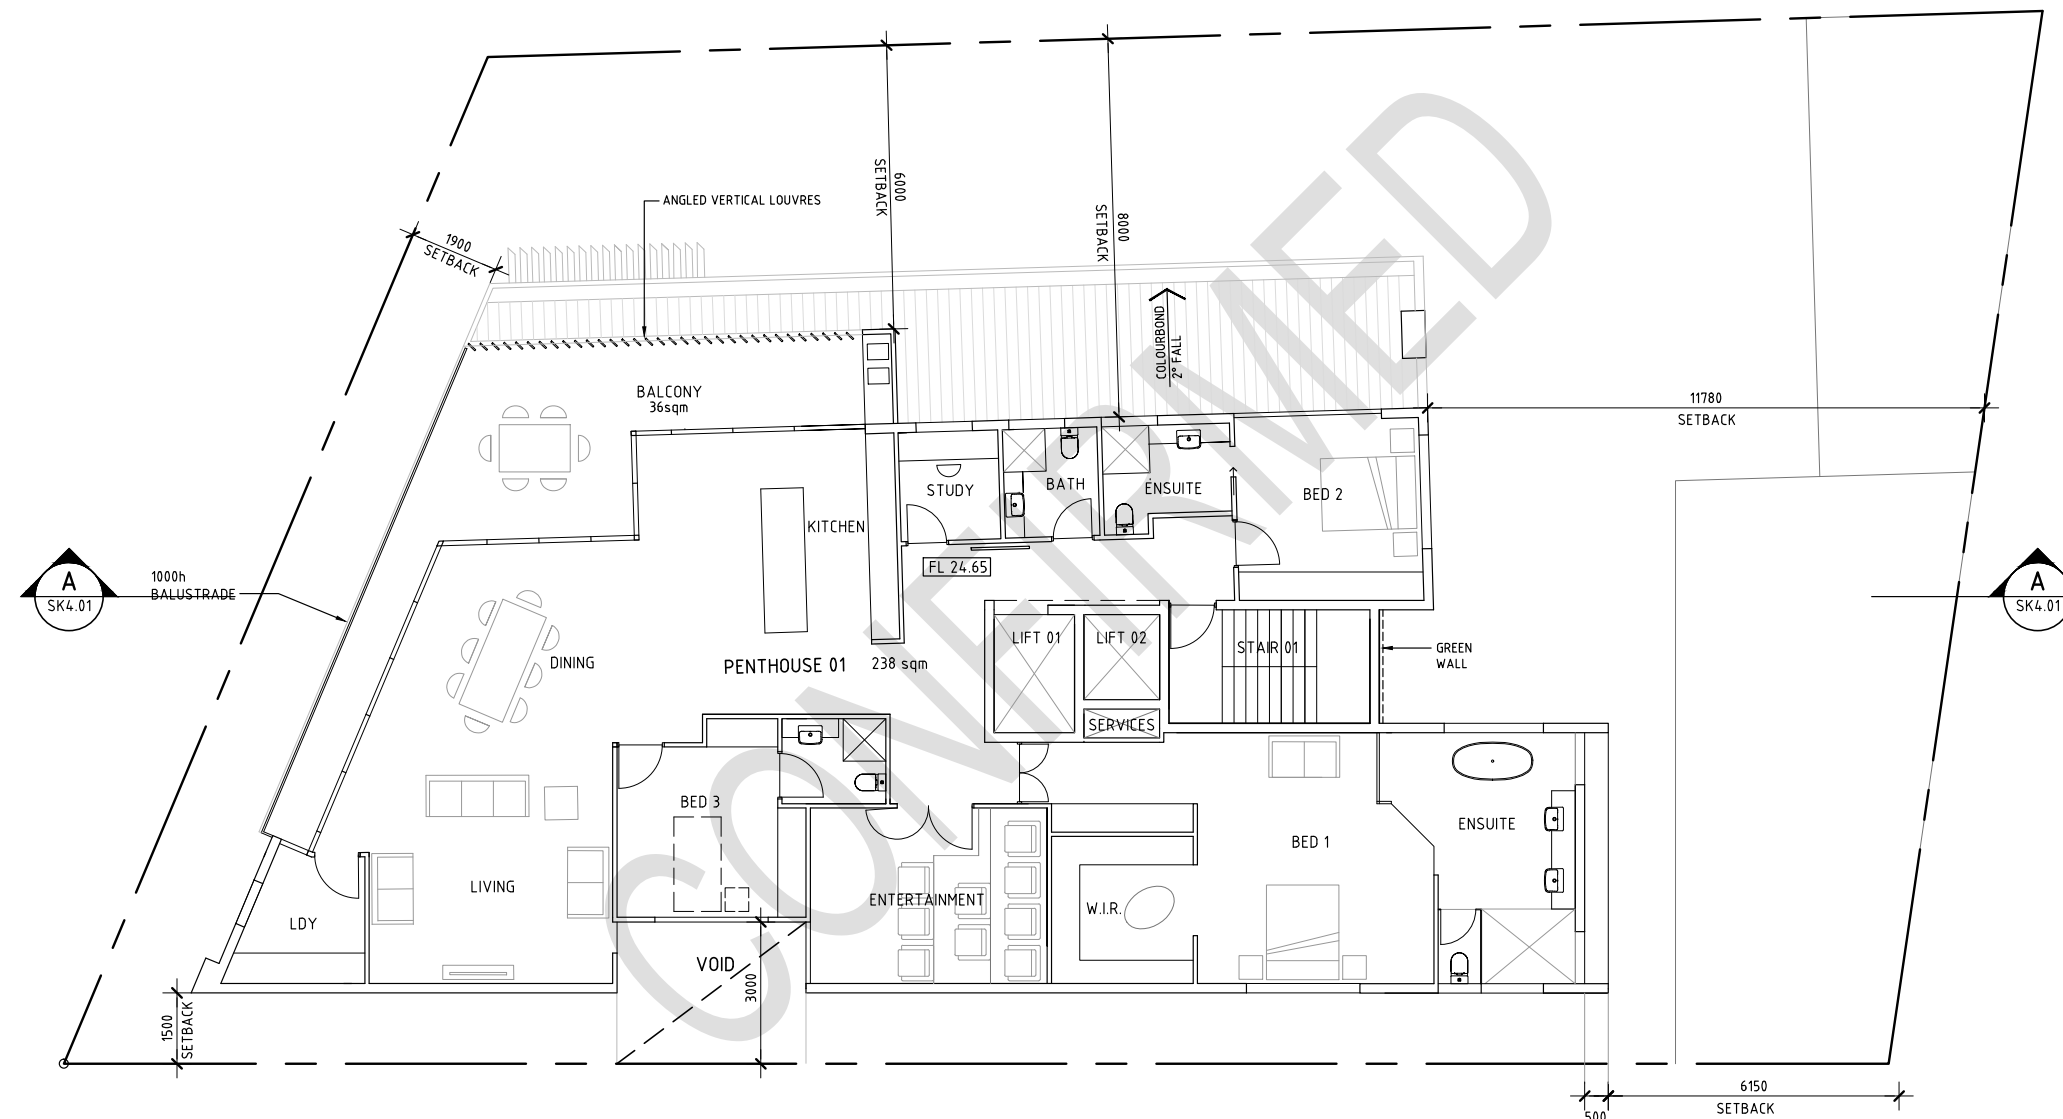 6000
SETBACK
8000
SETBACK
ANGLED VERTICAL LOUVRES
1900
SETBACK
COLOURBOND
2° FALL
BALCONY
36sqm
11780
SETBACK
STUDY
BATH
ENSUITE
BED 2
KITCHEN
FL 24.65
A
SK4.01
1000h
BALUSTRADE
A
SK4.01
LIFT 01
LIFT 02
STAIR 01
GREEN
WALL
DINING
PENTHOUSE 01
238 sqm
SERVICES
BED 3
BED 1
ENSUITE
LIVING
ENTERTAINMENT
W.I.R.
LDY
VOID
3000
1500
SETBACK
6150
SETBACK
500
CONFIRMED